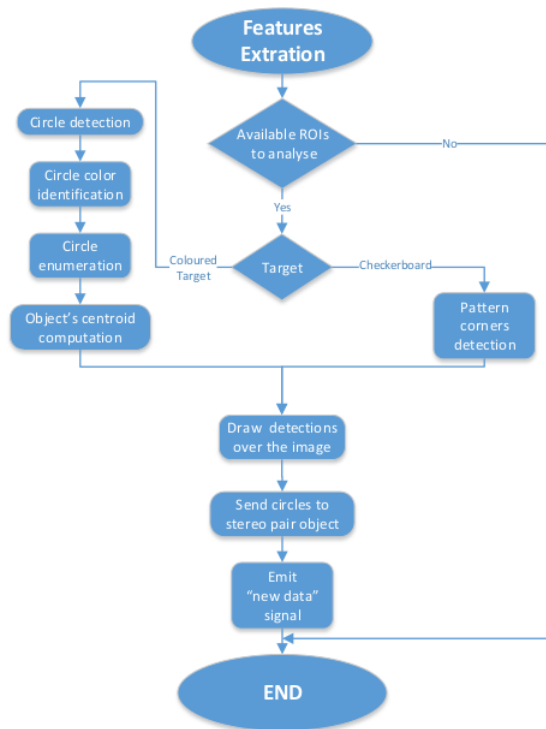 Features
Extration
Available ROIs
to analyse
No
Yes
Target
Coloured
Target
Checkerboard
Circle detection
Circle color
identification
Circle
enumeration
Object's centroid
computation
Pattern
corners
detection
Draw detections
over the image
Send circles to
stereo pair object
Emit
“new data”
signal
END